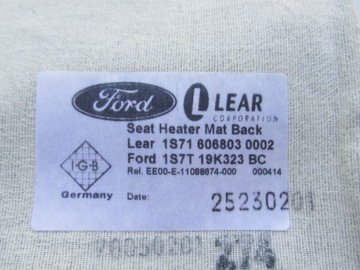 Ford LEAR
CORPORATION
Seat Heater Mat Back
Lear 1S71 606803 0002
Ford 1S7T 19K323 BC
Rel. EE00-E-11088874-000 000414
I G B
Germany Date: 25230201
274